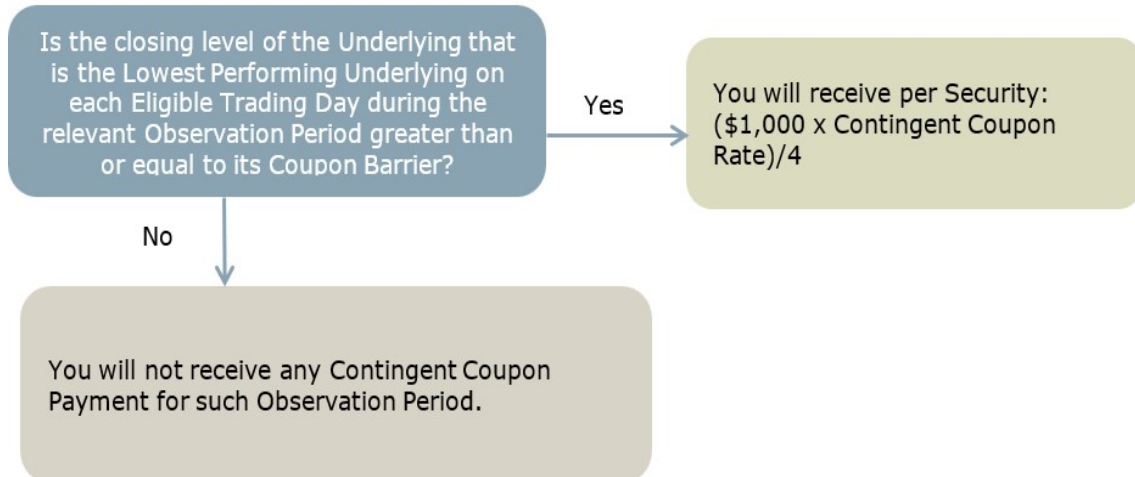 Is the closing level of the Underlying that
is the Lowest Performing Underlying on
each Eligible Trading Day during the
relevant Observation Period greater than
or equal to its Coupon Barrier?
Yes
You will receive per Security:
($1,000 x Contingent Coupon
Rate)/4
No
You will not receive any Contingent Coupon
Payment for such Observation Period.